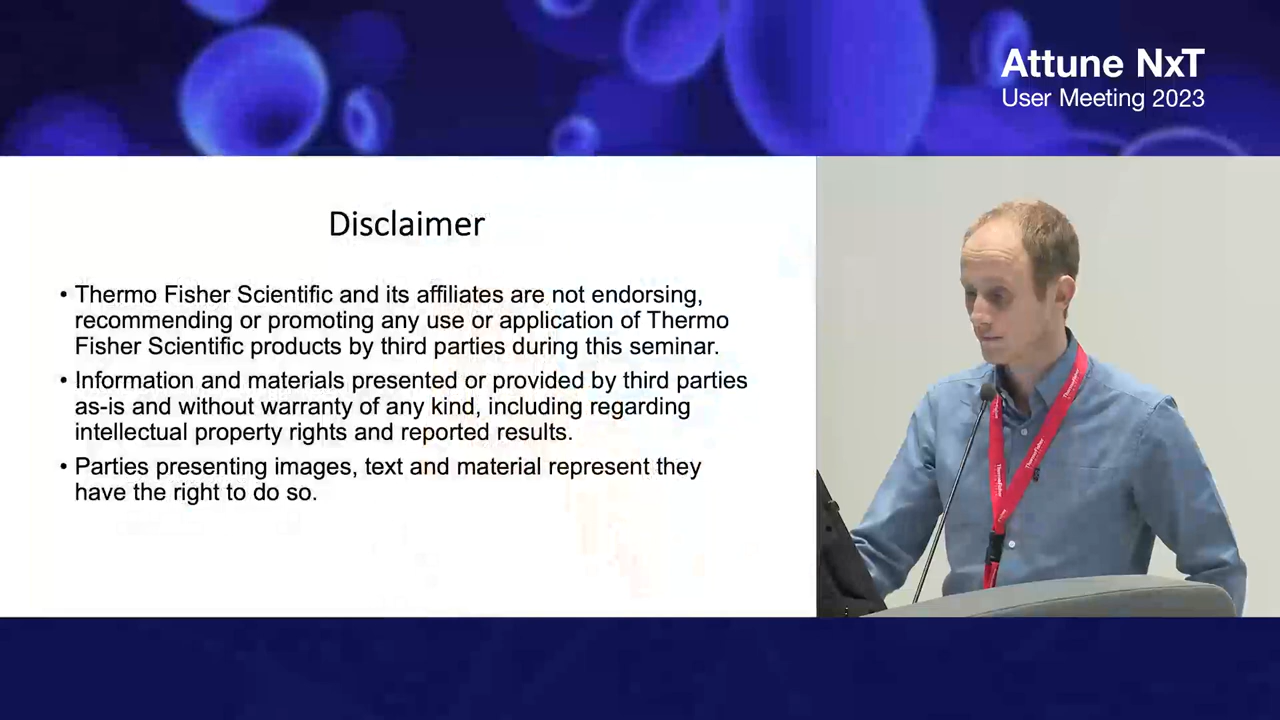 Attune NxT
User Meeting 2023
Disclaimer
• Thermo Fisher Scientific and its affiliates are not endorsing,
recommending or promoting any use or application of Thermo
Fisher Scientific products by third parties during this seminar.
• Information and materials presented or provided by third parties
as-is and without warranty of any kind, including regarding
intellectual property rights and reported results.
• Parties presenting images, text and material represent they
have the right to do so.
ThermoFisher